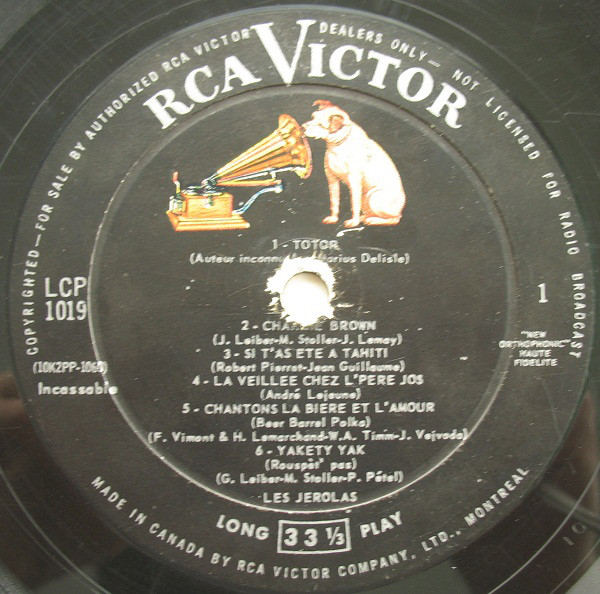 COPYRIGHTED—FOR SALE BY AUTHORIZED RCA VICTOR DEALERS ONLY—NOT LICENSED FOR RADIO BROADCAST
RCA VICTOR
1 - TOTOR
(Auteur Marius Delisle)
LCP
1019
1
(10K2PP-1065)
Incassable
"NEW
ORTHOPHONIC"
HAUTE
FIDELITE
2 - CHARLIE BROWN
(J. Leiber-M. Stoller-J. Lemay)
3 - SI T'AS ETE A TAHITI
(Robert Pierret-Jean Guillaume)
4 - LA VEILLEE CHEZ L'PERE JOS
(André Lejeune)
5 - CHANTONS LA BIERE ET L'AMOUR
(Beer Barrel Polka)
(F. Vimont & H. Lemarchand-W.A. Timm-J. Vejvoda)
6 - YAKETY YAK
(Rouspèt' pas)
(G. Leiber-M. Stoller-P. Pétel)
LES JEROLAS
LONG 33 1/3 PLAY
MADE IN CANADA BY RCA VICTOR COMPANY, LTD., MONTREAL